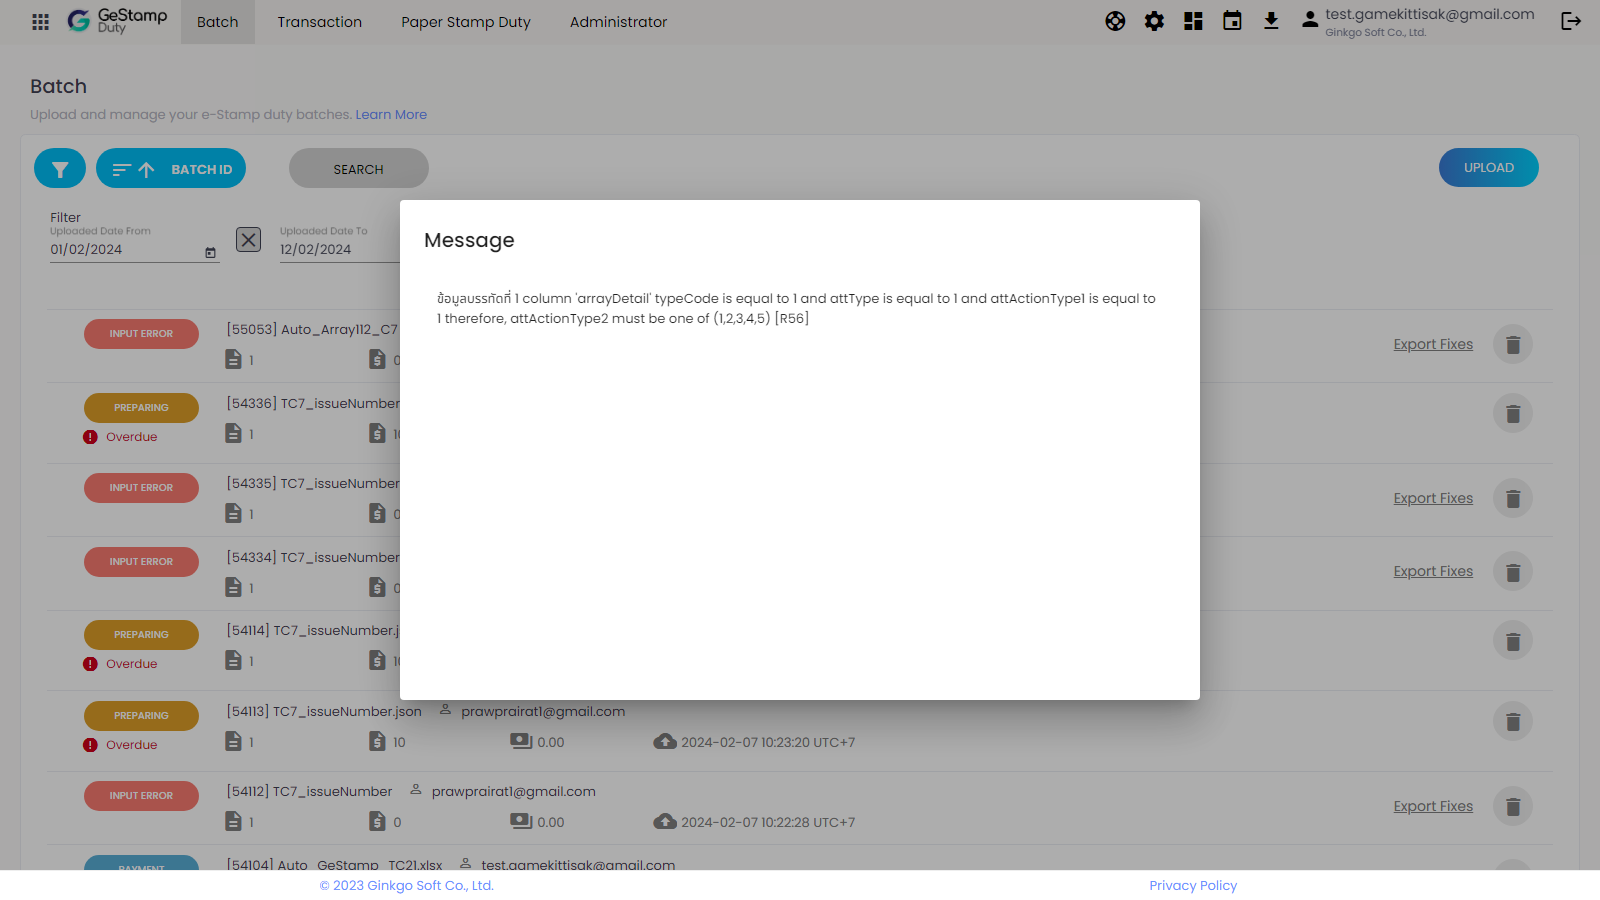 GeStamp
Duty
Batch
Transaction
Paper Stamp Duty
Administrator
test.gamekittisak@gmail.com
Ginkgo Soft Co., Ltd.
Batch
Upload and manage your e-Stamp duty batches. Learn More
BATCH ID
SEARCH
UPLOAD
Filter
Uploaded Date From
01/02/2024
Uploaded Date To
12/02/2024
Message
ข้อมูลบรรทัดที่ 1 column 'arrayDetail' typeCode is equal to 1 and attType is equal to 1 and attActionType1 is equal to
1 therefore, attActionType2 must be one of (1,2,3,4,5) [R56]
INPUT ERROR
[55053] Auto_Array112_C7
1
0
Export Fixes
PREPARING
Overdue
[54336] TC7_issueNumber
1
10
INPUT ERROR
[54335] TC7_issueNumber
1
0
Export Fixes
INPUT ERROR
[54334] TC7_issueNumber
1
0
Export Fixes
PREPARING
Overdue
[54114] TC7_issueNumber.j
1
10
PREPARING
Overdue
[54113] TC7_issueNumber.json
prawprairat1@gmail.com
1
10
0.00
2024-02-07 10:23:20 UTC+7
INPUT ERROR
[54112] TC7_issueNumber
prawprairat1@gmail.com
1
0
0.00
2024-02-07 10:22:28 UTC+7
Export Fixes
PAYMENT
[54104] Auto_GeStamp_TC21.xlsx
test.gamekittisak@gmail.com
© 2023 Ginkgo Soft Co., Ltd.
Privacy Policy